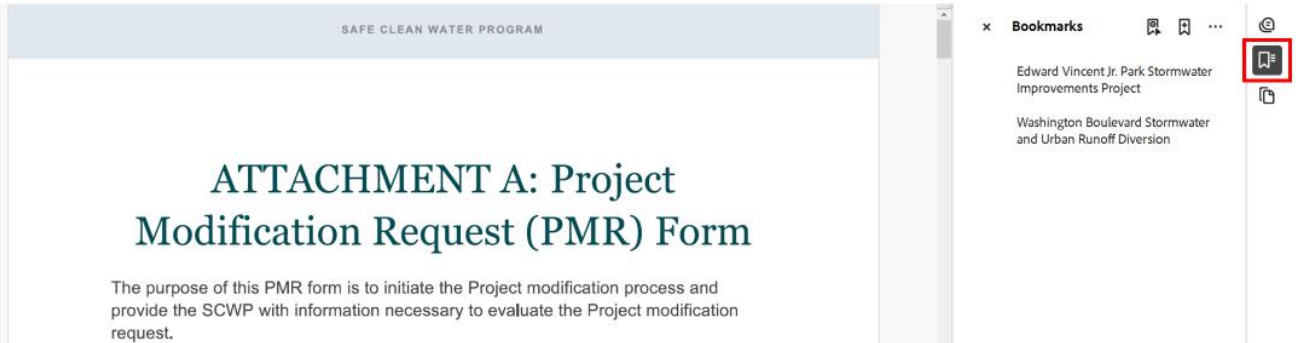 SAFE CLEAN WATER PROGRAM
ATTACHMENT A: Project
Modification Request (PMR) Form
The purpose of this PMR form is to initiate the Project modification process and
provide the SCWP with information necessary to evaluate the Project modification
request.
Bookmarks
Edward Vincent Jr. Park Stormwater
Improvements Project
Washington Boulevard Stormwater
and Urban Runoff Diversion